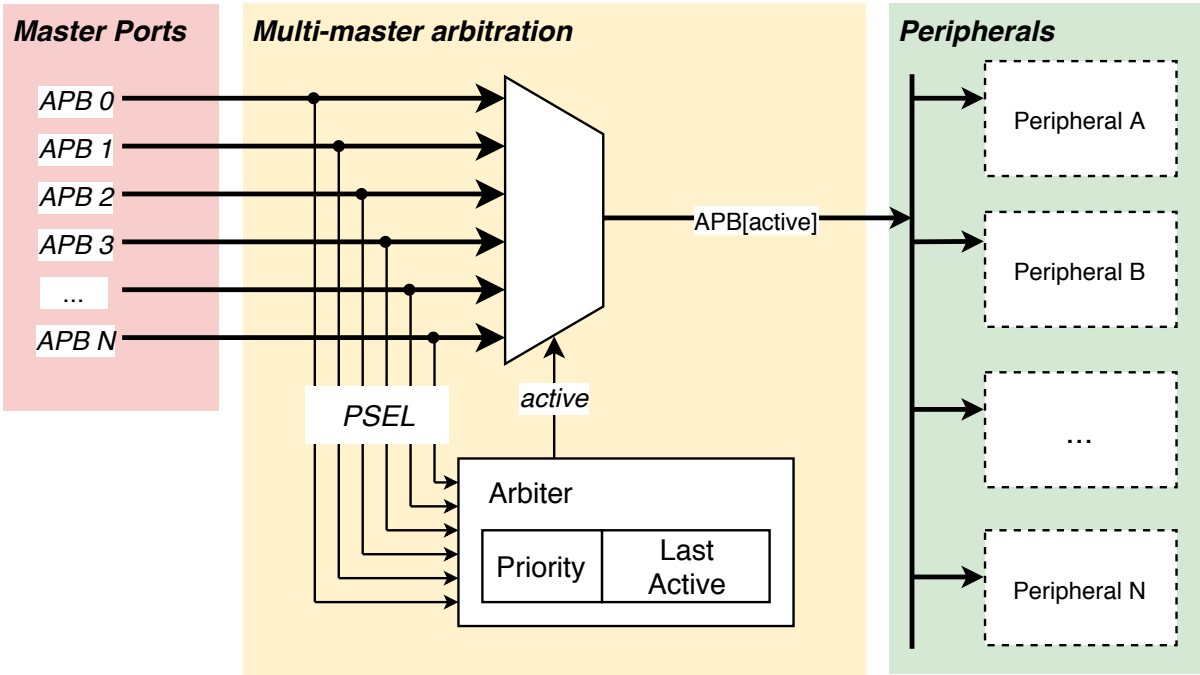 Master Ports
Multi-master arbitration
Peripherals
APB 0
APB 1
APB 2
APB 3
...
APB N
PSEL
active
APB[active]
Arbiter
Priority
Last
Active
Peripheral A
Peripheral B
...
Peripheral N